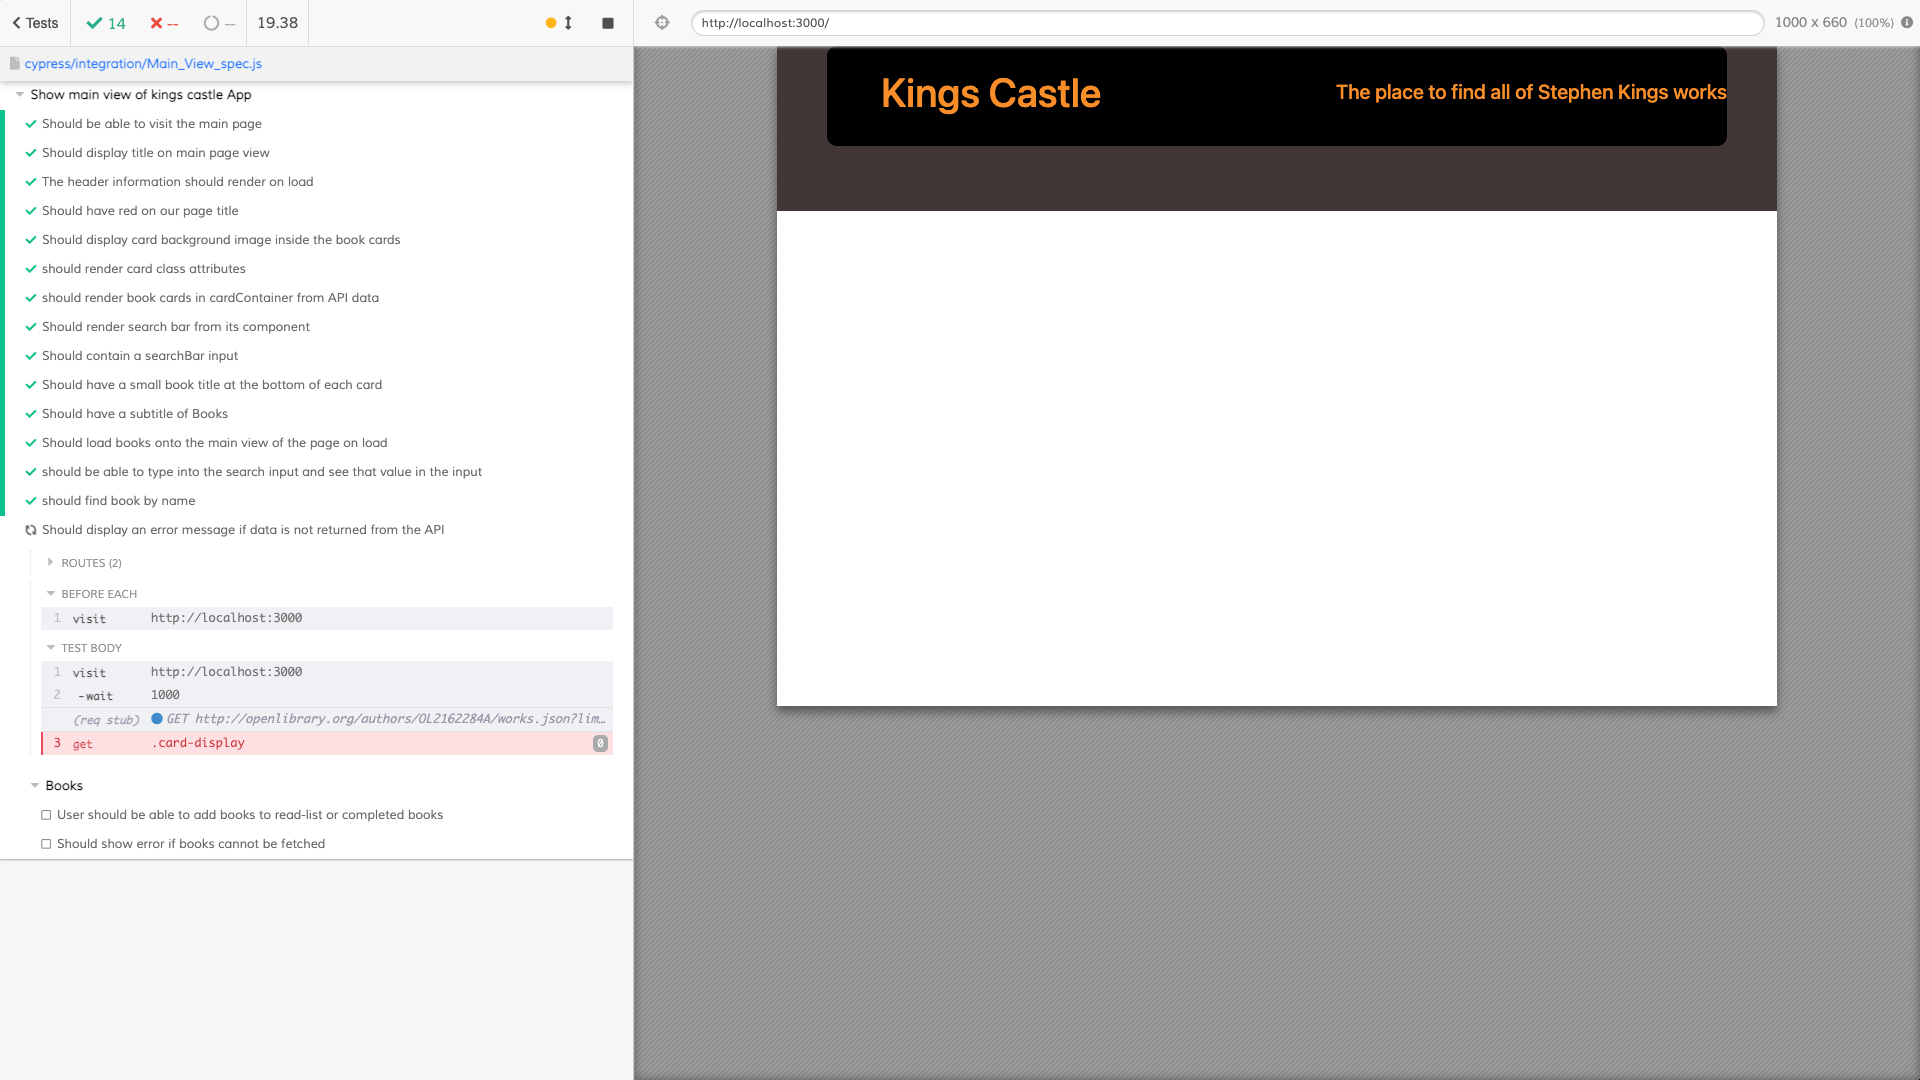 Tests
14
--
--
19.38
http://localhost:3000/
1000 x 660 (100%)
cypress/integration/Main_View_spec.js
Show main view of kings castle App
Should be able to visit the main page
Should display title on main page view
The header information should render on load
Should have red on our page title
Should display card background image inside the book cards
should render card class attributes
should render book cards in cardContainer from API data
Should render search bar from its component
Should contain a searchBar input
Should have a small book title at the bottom of each card
Should have a subtitle of Books
Should load books onto the main view of the page on load
should be able to type into the search input and see that value in the input
should find book by name
Should display an error message if data is not returned from the API
ROUTES (2)
BEFORE EACH
1 visit http://localhost:3000
TEST BODY
1 visit http://localhost:3000
2 -wait 1000
(req stub) GET http://openlibrary.org/authors/OL2162284A/works.json?lim…
3 get .card-display 0
Books
User should be able to add books to read-list or completed books
Should show error if books cannot be fetched
Kings Castle
The place to find all of Stephen Kings works